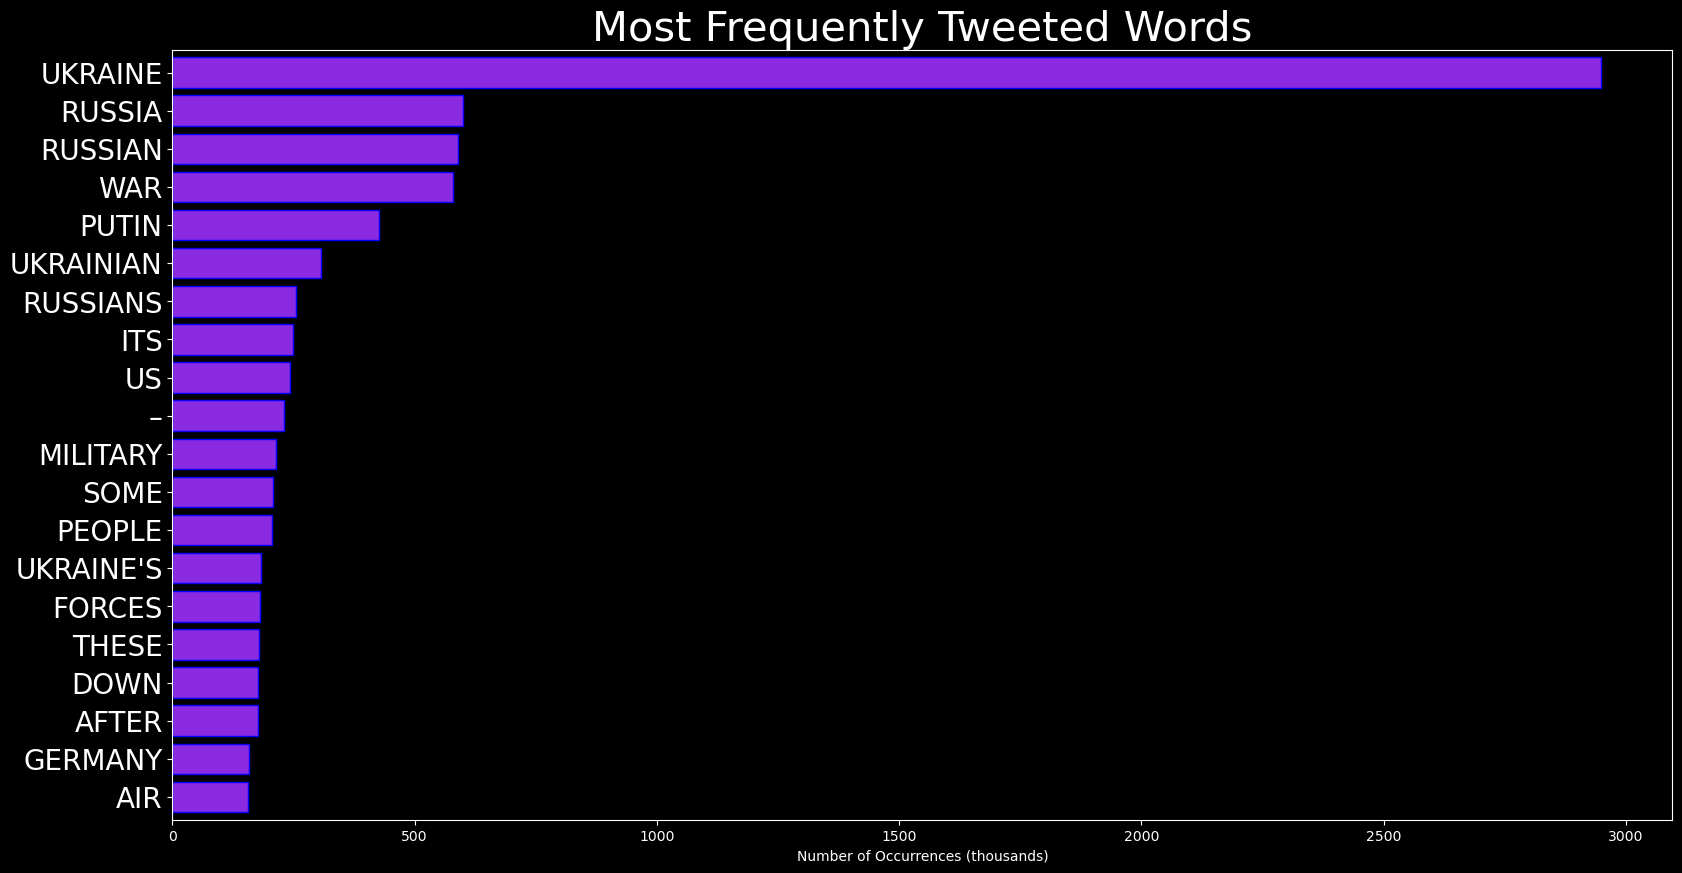 Most Frequently Tweeted Words
UKRAINE
RUSSIA
RUSSIAN
WAR
PUTIN
UKRAINIAN
RUSSIANS
ITS
US
–
MILITARY
SOME
PEOPLE
UKRAINE'S
FORCES
THESE
DOWN
AFTER
GERMANY
AIR
0 500 1000 1500 2000 2500 3000
Number of Occurrences (thousands)